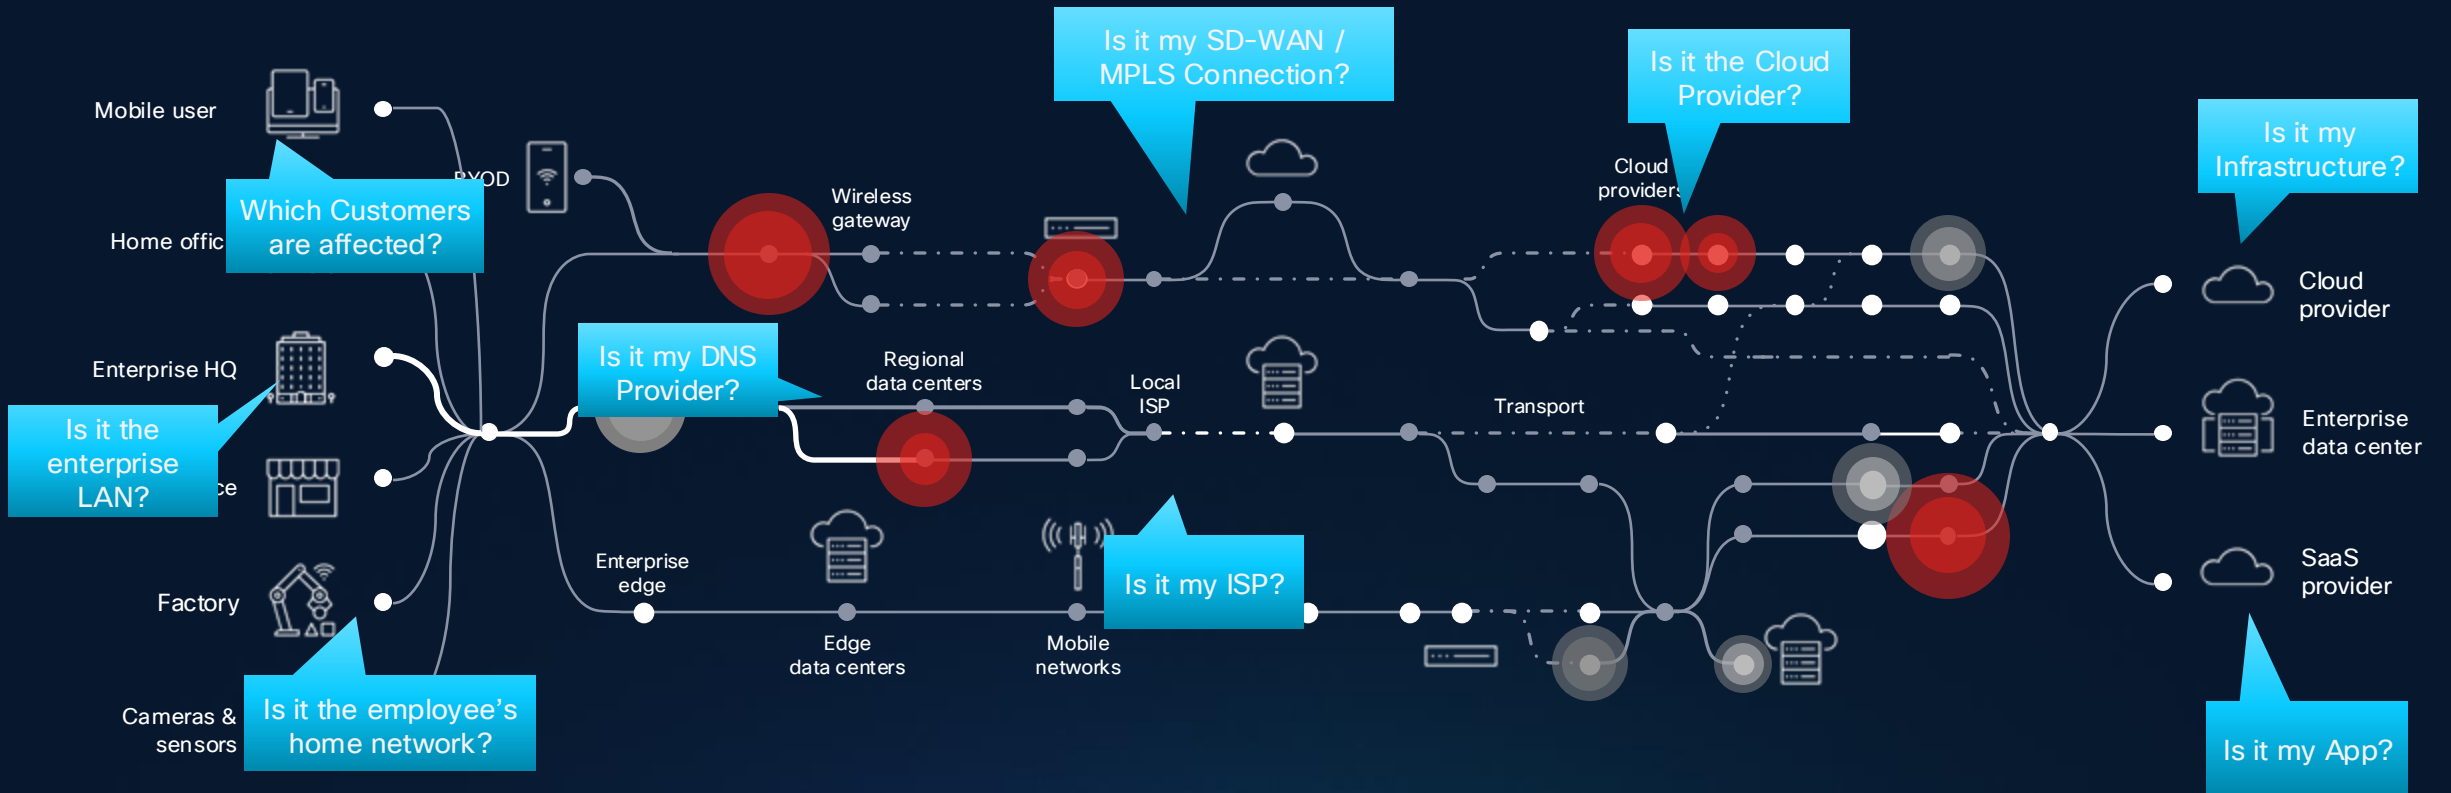 Is it my SD-WAN /
MPLS Connection?
Is it the Cloud
Provider?
Mobile user
Is it my
Infrastructure?
BYOD
Cloud
providers
Wireless
gateway
Which Customers
are affected?
Home offic
Cloud
provider
Is it my DNS
Provider?
Enterprise HQ
Regional
data centers
Local
ISP
Transport
Enterprise
data center
Is it the
enterprise
LAN?
ce
Is it my ISP?
Enterprise
edge
SaaS
provider
Factory
Edge
data centers
Mobile
networks
Is it the employee's
home network?
Cameras &
sensors
Is it my App?